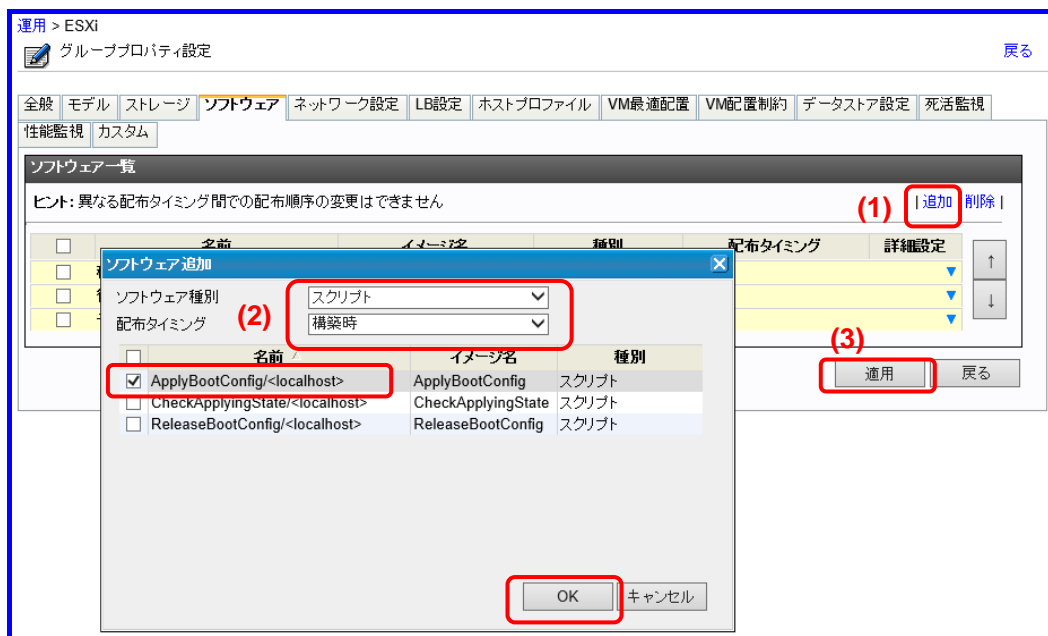 運用 > ESXi
グループプロパティ設定 戻る
全般 モデル ストレージ ソフトウェア ネットワーク設定 LB設定 ホストプロファイル VM最適配置 VM配置制約 データストア設定 死活監視
性能監視 カスタム
ソフトウェア一覧
ヒント: 異なる配布タイミング間での配布順序の変更はできません (1) | 追加 削除 |
名前 イメージ名 種別 配布タイミング 詳細設定
↑
↓
ソフトウェア追加
ソフトウェア種別 スクリプト
(2)
配布タイミング 構築時
名前 イメージ名 種別
ApplyBootConfig/<localhost> ApplyBootConfig スクリプト
CheckApplyingState/<localhost> CheckApplyingState スクリプト
ReleaseBootConfig/<localhost> ReleaseBootConfig スクリプト
(3)
適用 戻る
OK キャンセル